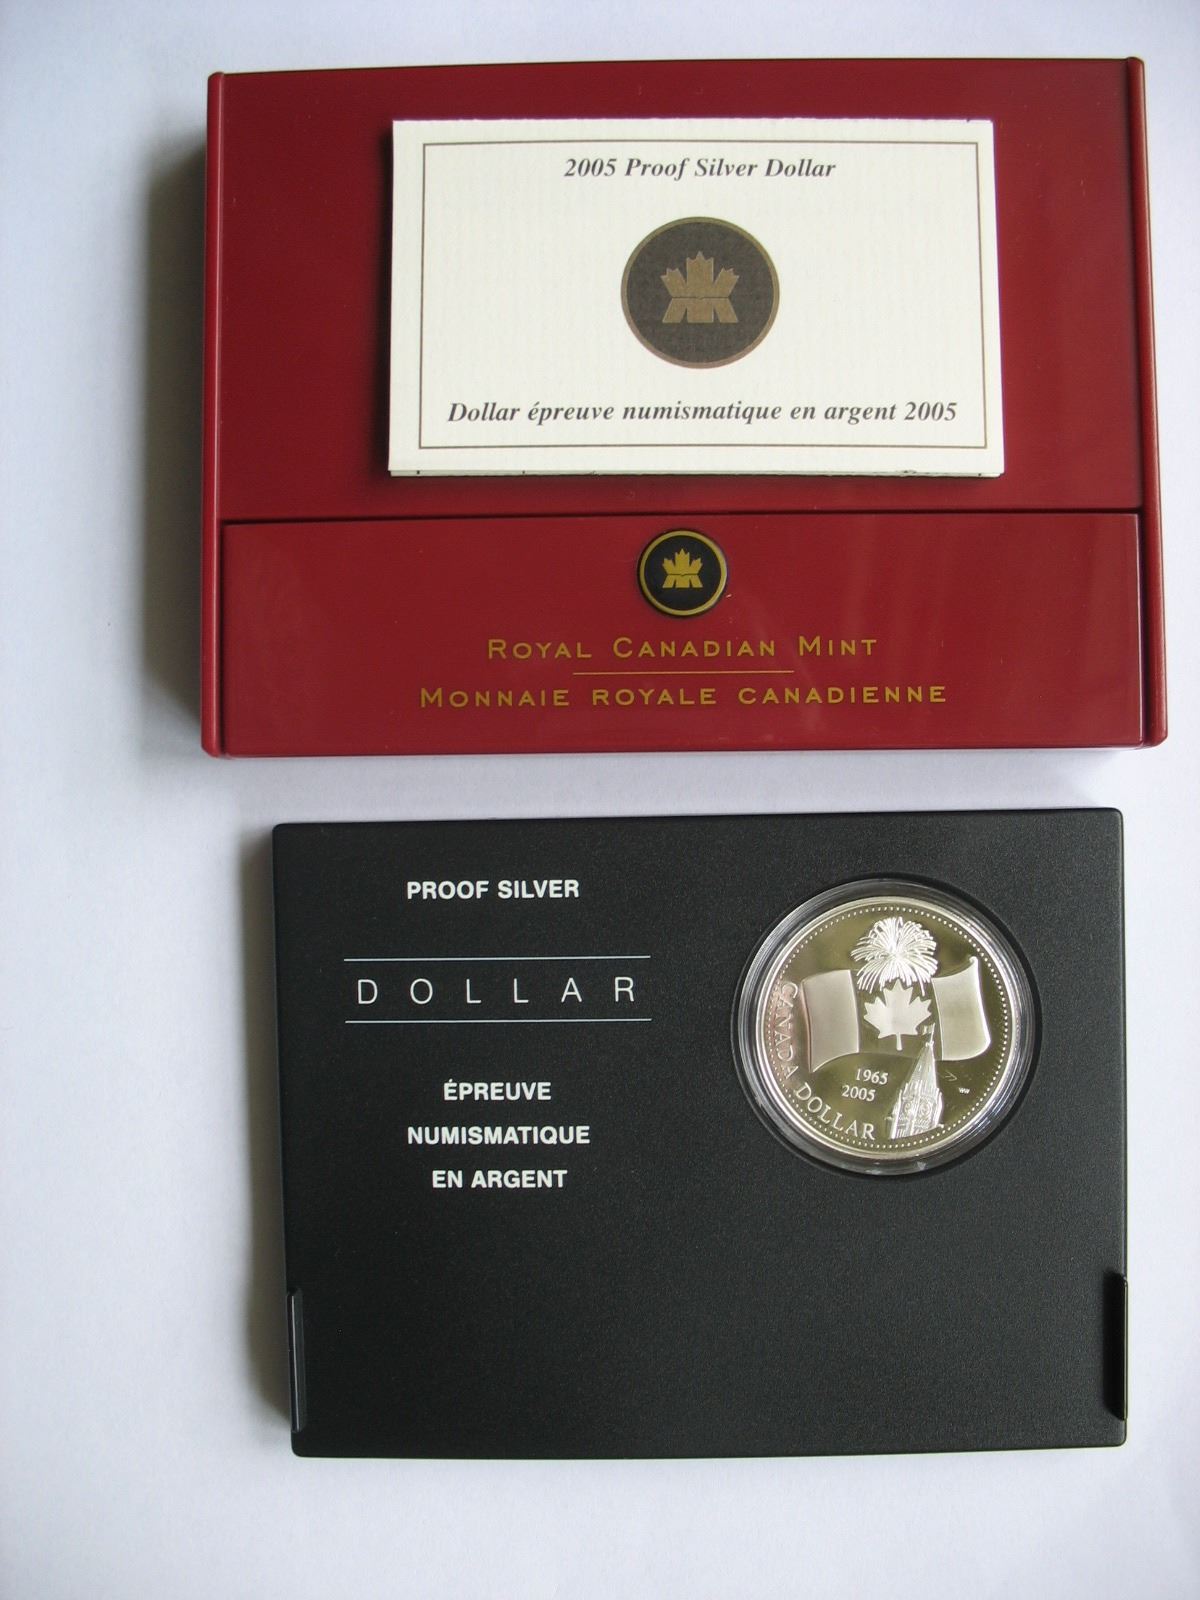 2005 Proof Silver Dollar
Dollar épreuve numismatique en argent 2005
ROYAL CANADIAN MINT
MONNAIE ROYALE CANADIENNE
PROOF SILVER
DOLLAR
ÉPREUVE
NUMISMATIQUE
EN ARGENT
CANADA DOLLAR
1965
2005
WW